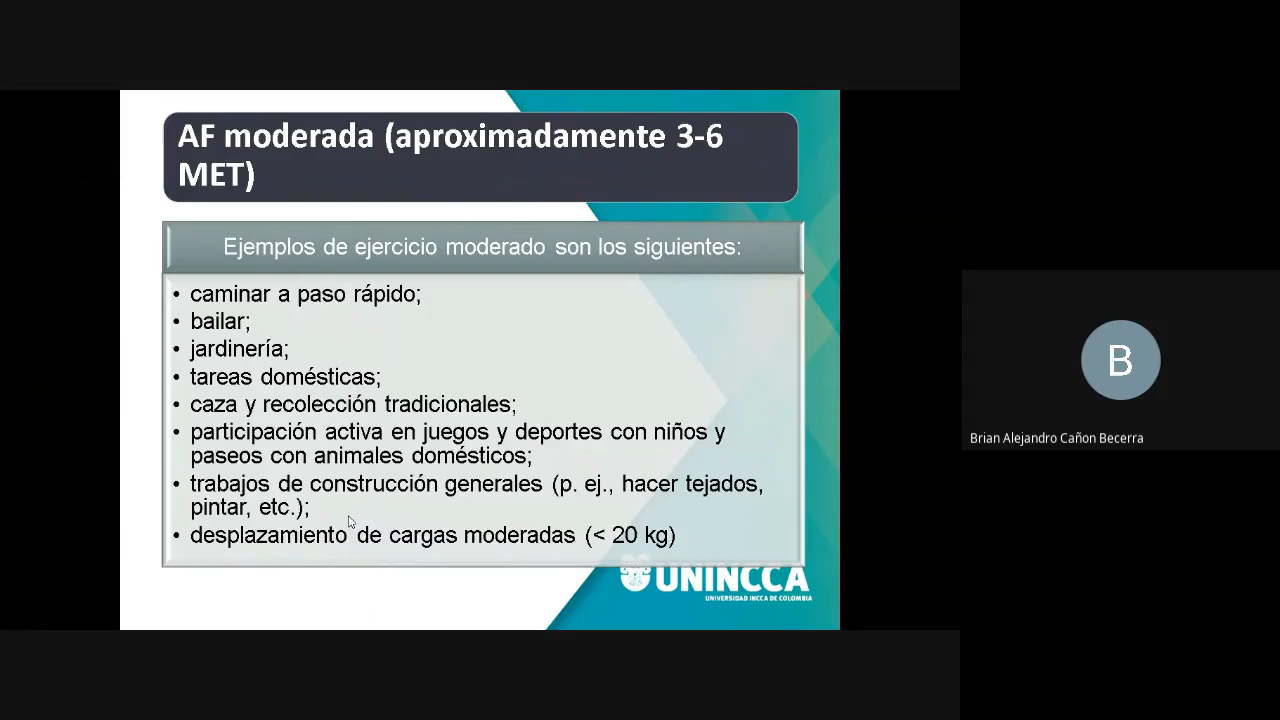 AF moderada (aproximadamente 3-6
MET)
Ejemplos de ejercicio moderado son los siguientes:
• caminar a paso rápido;
• bailar;
• jardinería;
• tareas domésticas;
• caza y recolección tradicionales;
• participación activa en juegos y deportes con niños y
paseos con animales domésticos;
• trabajos de construcción generales (p. ej., hacer tejados,
pintar, etc.);
• desplazamiento de cargas moderadas (< 20 kg)
UNINCCA
UNIVERSIDAD INCCA DE COLOMBIA
B
Brian Alejandro Cañon Becerra